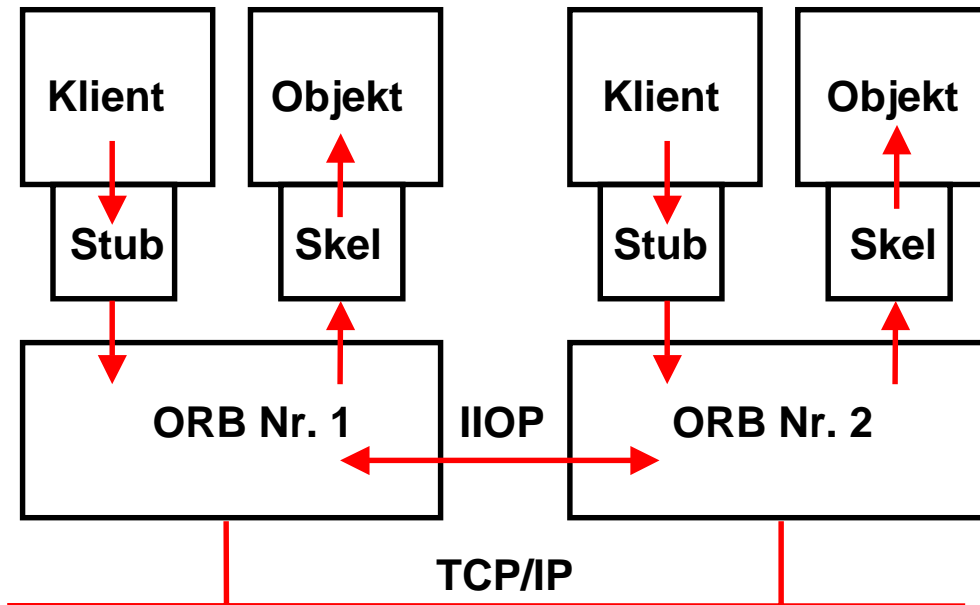 Klient Objekt Klient Objekt
Stub Skel Stub Skel
ORB Nr. 1 IIOP ORB Nr. 2
TCP/IP